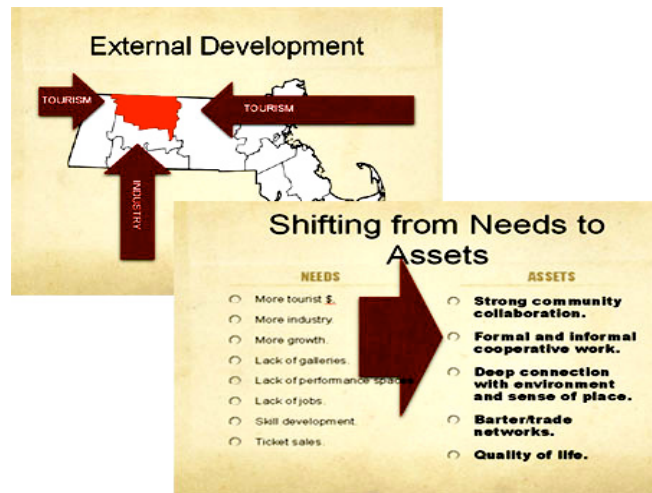 External Development
TOURISM
TOURISM
INDUSTRY
Shifting from Needs to
Assets
NEEDS
More tourist $.
More industry.
More growth.
Lack of galleries.
Lack of performance spaces
Lack of jobs.
Skill development.
Ticket sales.
ASSETS
Strong community
collaboration.
Formal and informal
cooperative work.
Deep connection
with environment
and sense of place.
Barter/trade
networks.
Quality of life.